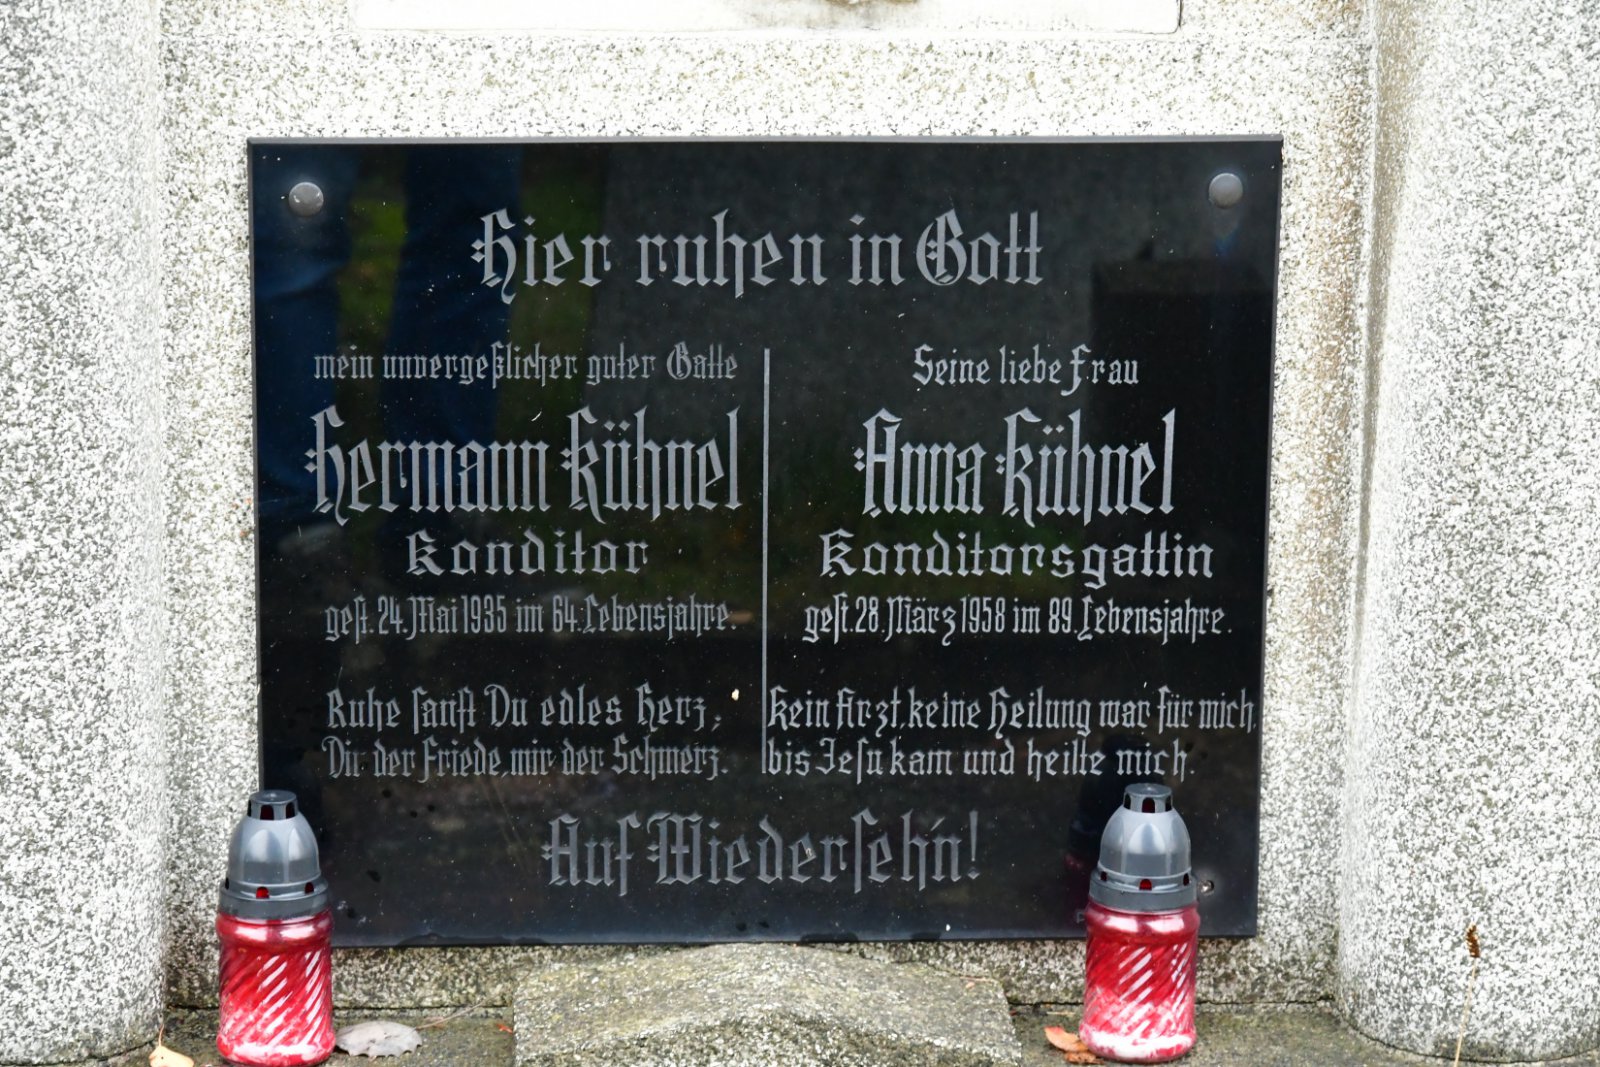 Hier ruhen in Gott
mein unvergeßlicher guter Gatte
Hermann Kühnel
Konditor
gest. 24. Mai 1935 im 64. Lebensjahre.
Ruhe sanft Du edles Herz,
Dir der Friede, mir der Schmerz.
Seine liebe Frau
Anna Kühnel
Konditorsgattin
gest. 28. März 1958 im 89. Lebensjahre.
Kein Arzt, keine Heilung war für mich,
bis Jesu kam und heilte mich.
Auf Wiederseh'n!